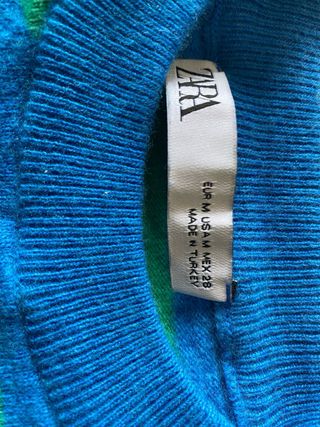 ZARA
EUR M USA M MEX 28
MADE IN TURKEY